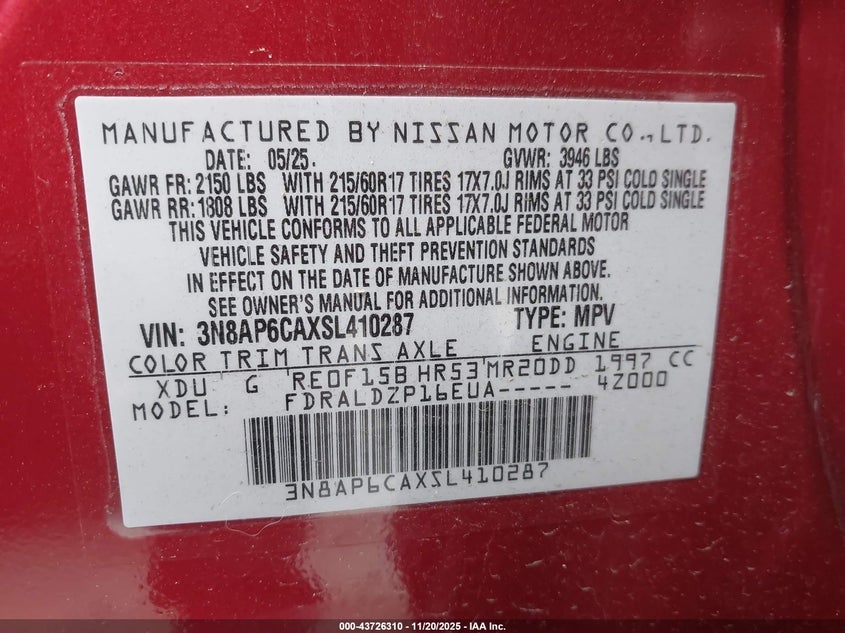 MANUFACTURED BY NISSAN MOTOR CO.,LTD.
DATE: 05/25. GVWR: 3946 LBS
GAWR FR: 2150 LBS WITH 215/60R17 TIRES 17X7.0J RIMS AT 33 PSI COLD SINGLE
GAWR RR: 1808 LBS WITH 215/60R17 TIRES 17X7.0J RIMS AT 33 PSI COLD SINGLE
THIS VEHICLE CONFORMS TO ALL APPLICABLE FEDERAL MOTOR
VEHICLE SAFETY AND THEFT PREVENTION STANDARDS
IN EFFECT ON THE DATE OF MANUFACTURE SHOWN ABOVE.
SEE OWNER'S MANUAL FOR ADDITIONAL INFORMATION.
VIN: 3N8AP6CAXSL410287 TYPE: MPV
COLOR TRIM TRANS AXLE ENGINE
XDU G RE0F15B HR53 MR20DD 1997 CC
MODEL: FDRALDZP16EUA----- 4Z000
3N8AP6CAXSL410287
000-43726310 - 11/20/2025 - IAA Inc.